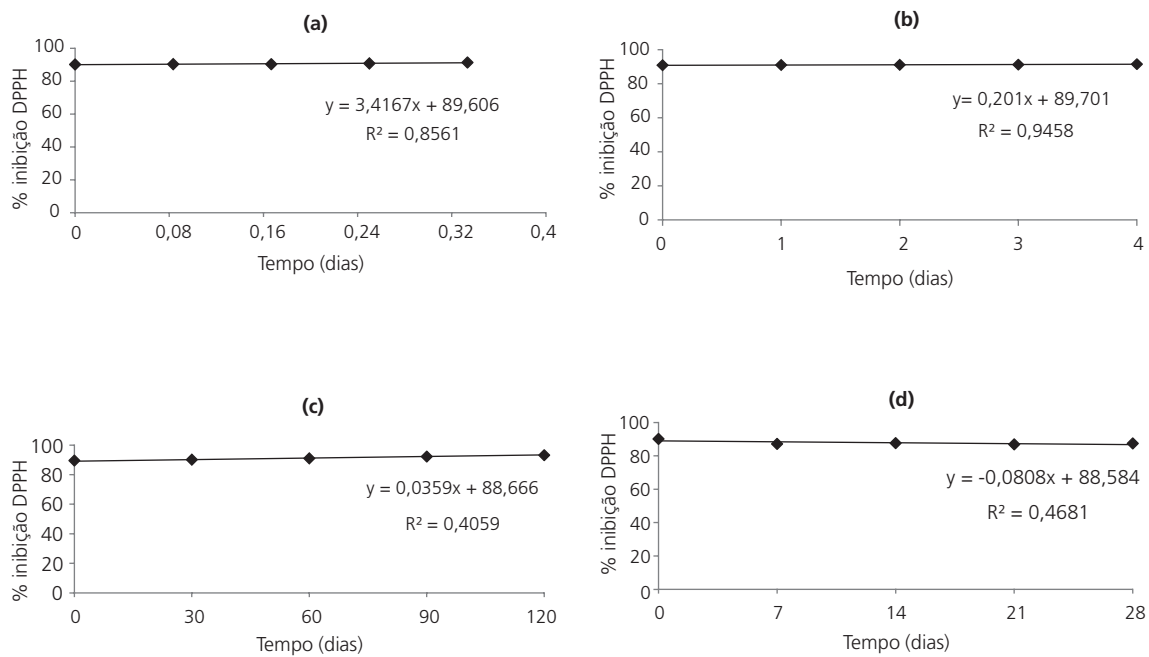 (a)
% inibição DPPH
100
80
60
40
20
0
y = 3,4167x + 89,606
R² = 0,8561
0 0,08 0,16 0,24 0,32 0,4
Tempo (dias)
(b)
% inibição DPPH
100
80
60
40
20
0
y= 0,201x + 89,701
R² = 0,9458
0 1 2 3 4
Tempo (dias)
(c)
% inibição DPPH
100
80
60
40
20
0
y = 0,0359x + 88,666
R² = 0,4059
0 30 60 90 120
Tempo (dias)
(d)
% inibição DPPH
100
80
60
40
20
0
y = -0,0808x + 88,584
R² = 0,4681
0 7 14 21 28
Tempo (dias)